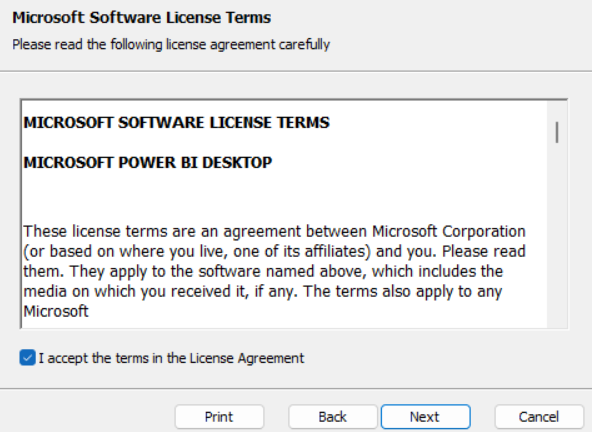 Microsoft Software License Terms
Please read the following license agreement carefully
MICROSOFT SOFTWARE LICENSE TERMS
MICROSOFT POWER BI DESKTOP
These license terms are an agreement between Microsoft Corporation
(or based on where you live, one of its affiliates) and you. Please read
them. They apply to the software named above, which includes the
media on which you received it, if any. The terms also apply to any
Microsoft
I accept the terms in the License Agreement
Print Back Next Cancel